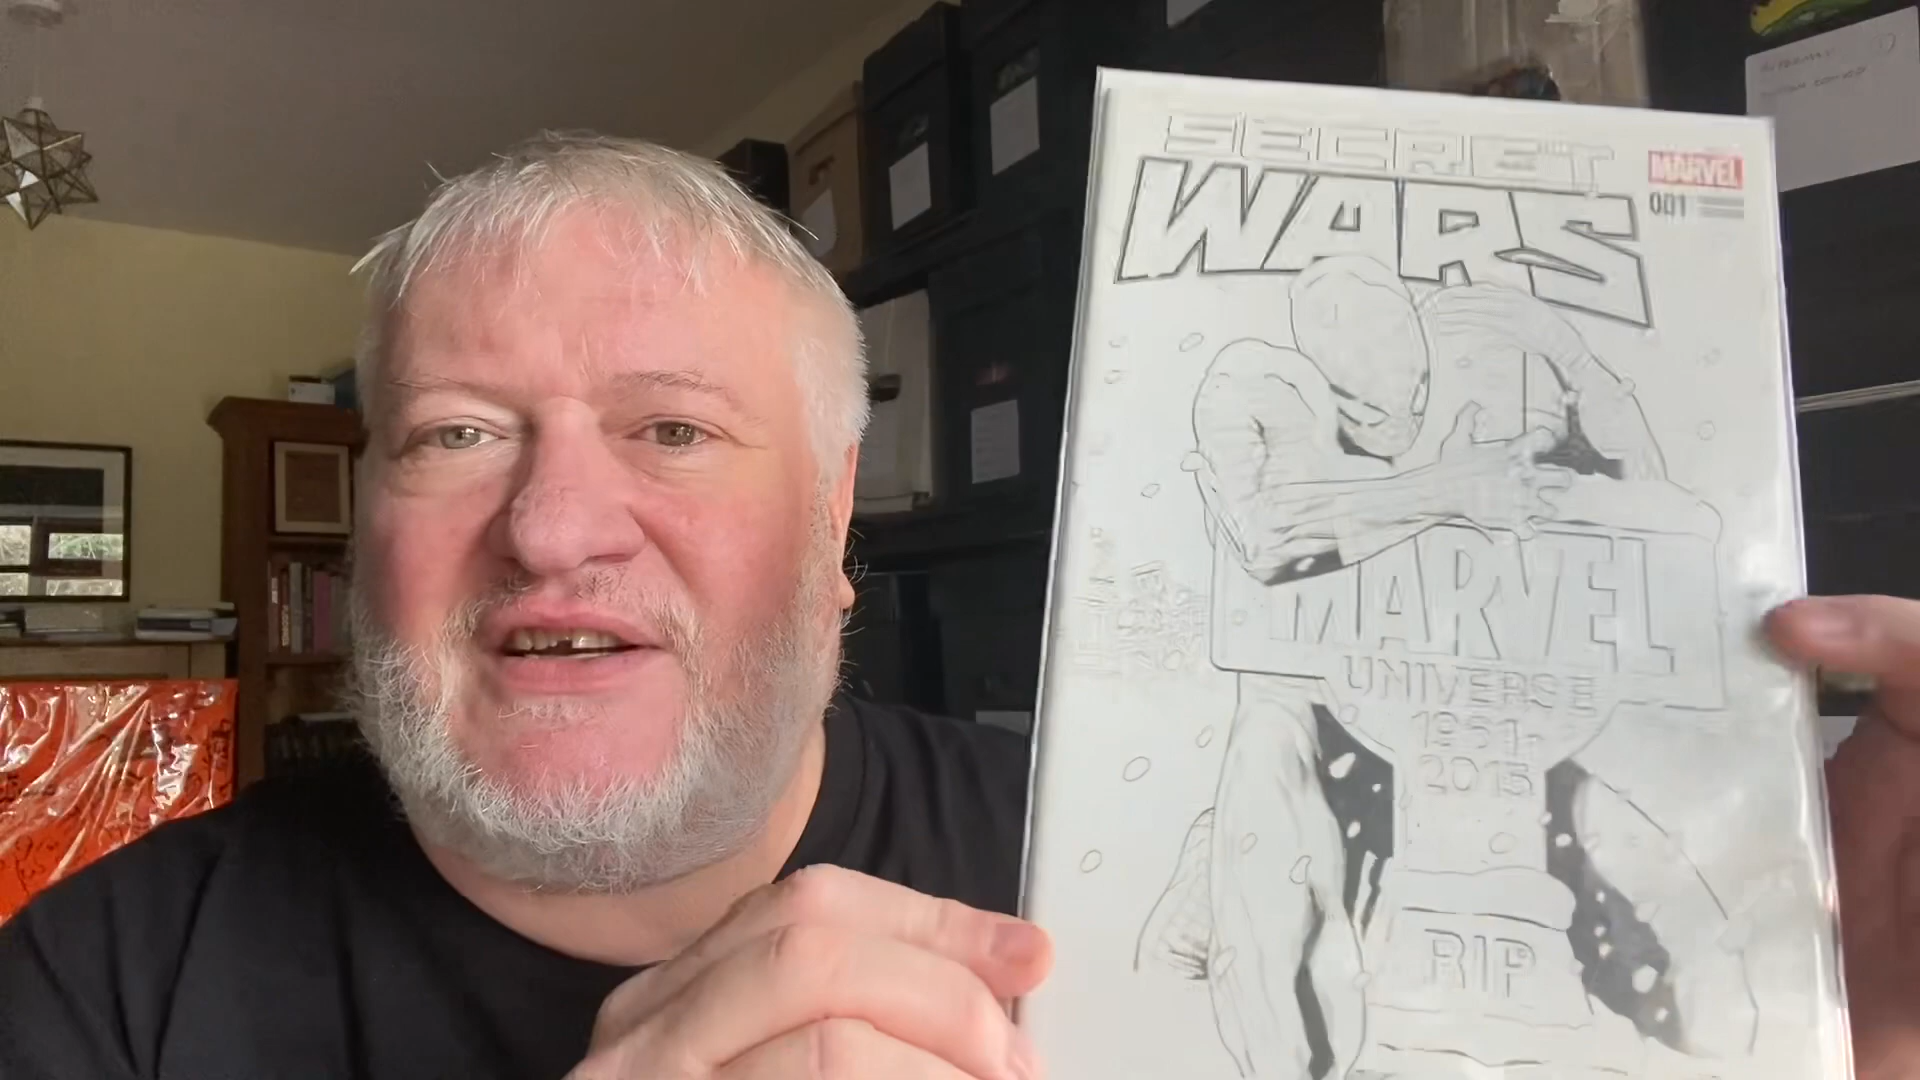 SECRET
WARS
MARVEL
001
MARVEL
UNIVERSE
1961-
2015
RIP